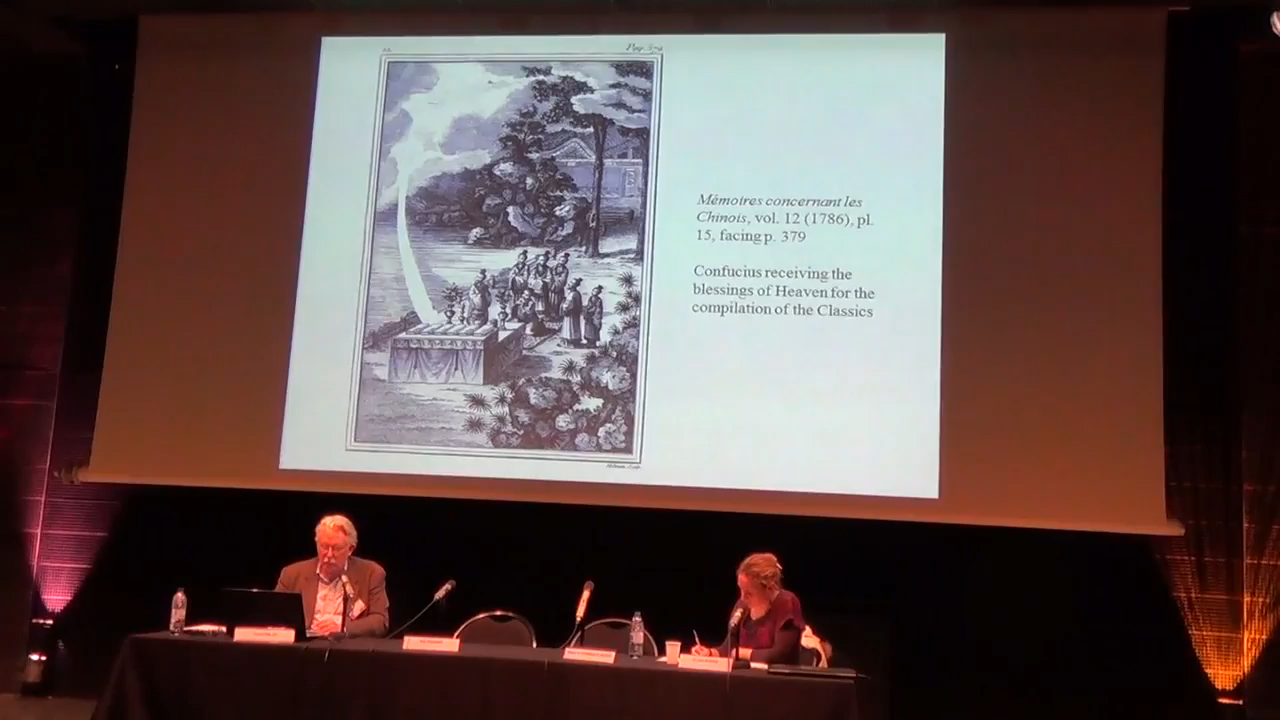 Mémoires concernant les
Chinois, vol. 12 (1786), pl.
15, facing p. 379
Confucius receiving the
blessings of Heaven for the
compilation of the Classics